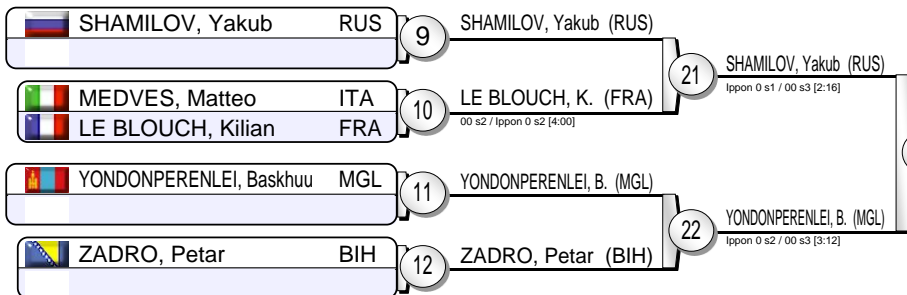 SHAMILOV, Yakub RUS
9
SHAMILOV, Yakub (RUS)
21
SHAMILOV, Yakub (RUS)
Ippon 0 s1 / 00 s3 [2:16]
MEDVES, Matteo ITA
LE BLOUCH, Kilian FRA
10
LE BLOUCH, K. (FRA)
00 s2 / Ippon 0 s2 [4:00]
YONDONPERENLEI, Baskhuu MGL
11
YONDONPERENLEI, B. (MGL)
22
YONDONPERENLEI, B. (MGL)
Ippon 0 s2 / 00 s3 [3:12]
ZADRO, Petar BIH
12
ZADRO, Petar (BIH)